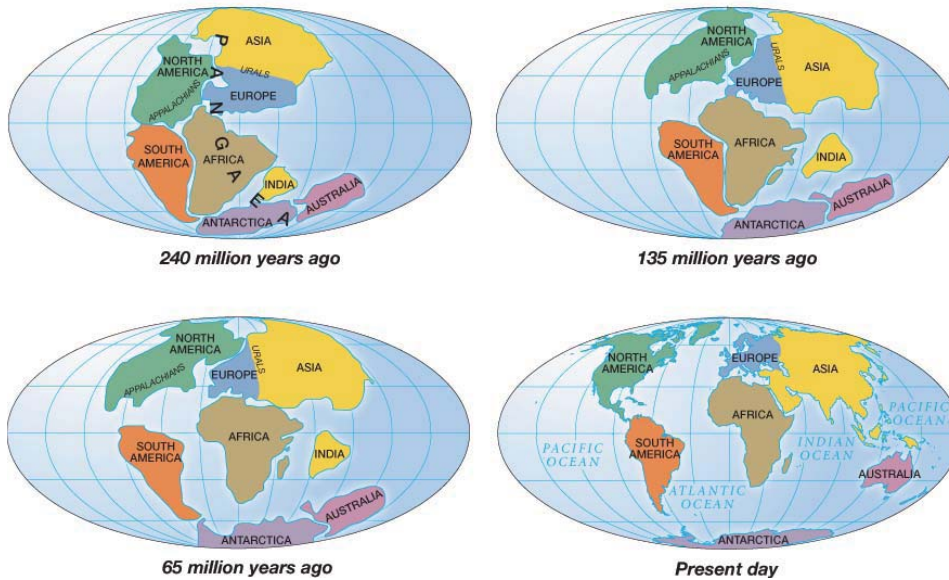 ASIA
NORTH
AMERICA
URALS
APPALACHIANS
EUROPE
PANGAEA
SOUTH
AMERICA
AFRICA
INDIA
AUSTRALIA
ANTARCTICA
240 million years ago
NORTH
AMERICA
APPALACHIANS
URALS
EUROPE
ASIA
SOUTH
AMERICA
AFRICA
INDIA
AUSTRALIA
ANTARCTICA
135 million years ago
NORTH
AMERICA
APPALACHIANS
URALS
EUROPE
ASIA
SOUTH
AMERICA
AFRICA
INDIA
AUSTRALIA
ANTARCTICA
65 million years ago
NORTH
AMERICA
EUROPE
ASIA
AFRICA
PACIFIC
OCEAN
PACIFIC
OCEAN
SOUTH
AMERICA
INDIAN
OCEAN
AUSTRALIA
ATLANTIC
OCEAN
ANTARCTICA
Present day